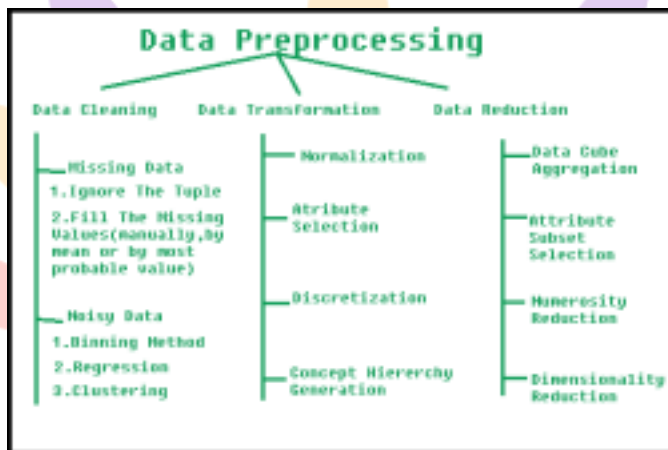 Data Preprocessing
Data Cleaning
Data Transformation
Data Reduction
Missing Data
1.Ignore The Tuple
2.Fill The Missing
Values(manually,by
mean or by most
probable value)
Noisy Data
1.Binning Method
2.Regression
3.Clustering
Normalization
Atribute
Selection
Discretization
Concept Hiererchy
Generation
Data Cube
Aggregation
Attribute
Subset
Selection
Numerosity
Reduction
Dimensionality
Reduction